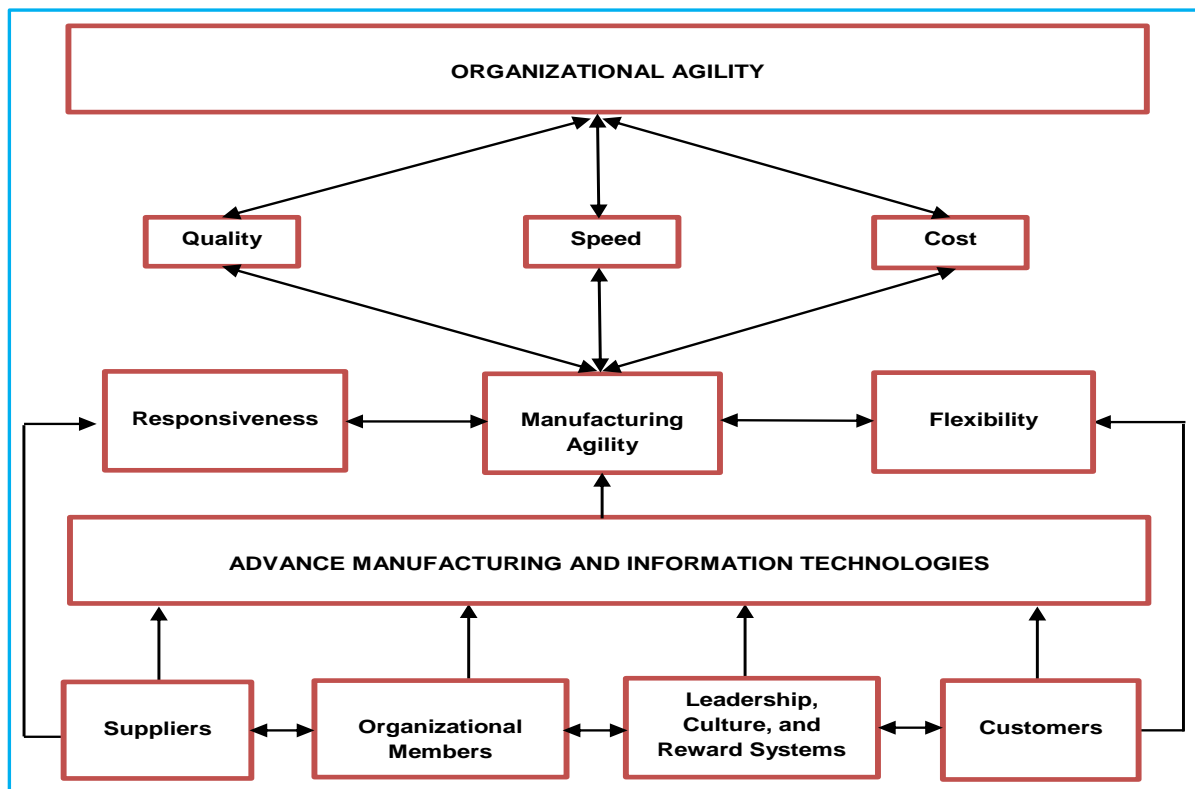 ORGANIZATIONAL AGILITY
Quality
Speed
Cost
Responsiveness
Manufacturing
Agility
Flexibility
ADVANCE MANUFACTURING AND INFORMATION TECHNOLOGIES
Suppliers
Organizational
Members
Leadership,
Culture, and
Reward Systems
Customers